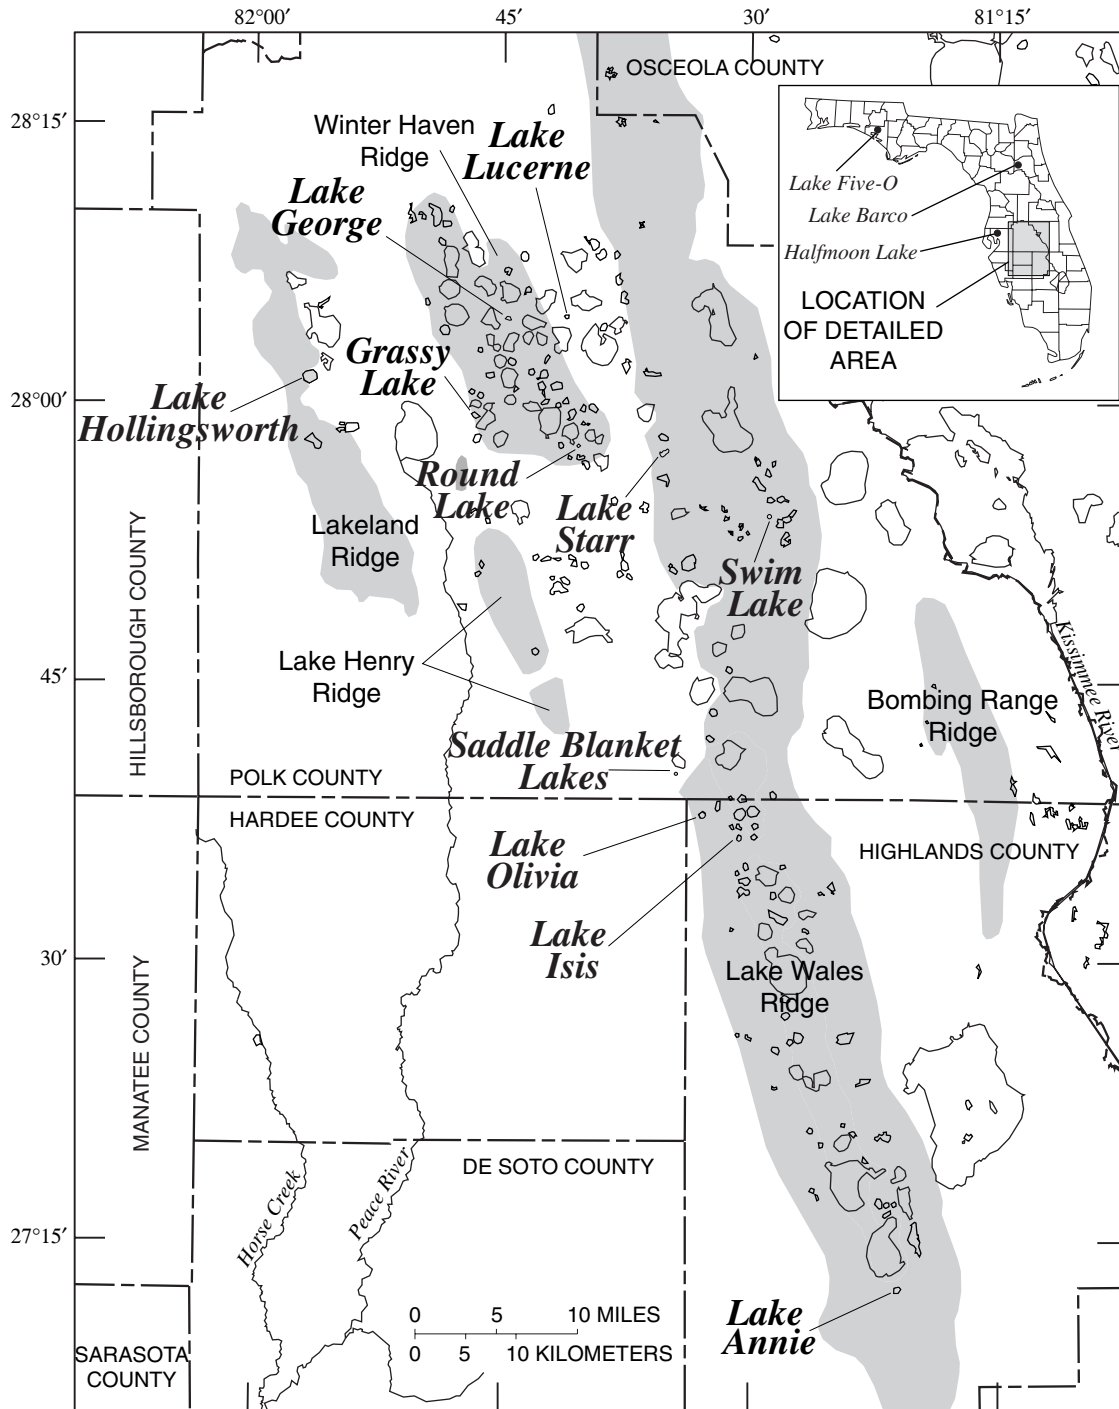 82°00′
45′
30′
81°15′
OSCEOLA COUNTY
28°15′
Winter Haven
Ridge
Lake
Lucerne
Lake
George
Lake Five-O
Lake Barco
Halfmoon Lake
LOCATION
OF DETAILED
AREA
Grassy
Lake
28°00′
Lake
Hollingsworth
Round
Lake
Lake
Starr
Lakeland
Ridge
Swim
Lake
HILLSBOROUGH COUNTY
Kissimmee River
Lake Henry
Ridge
45′
Bombing Range
Ridge
Saddle Blanket
Lakes
POLK COUNTY
HARDEE COUNTY
Lake
Olivia
HIGHLANDS COUNTY
Lake
Isis
30′
Lake Wales
Ridge
MANATEE COUNTY
DE SOTO COUNTY
Horse Creek
Peace River
27°15′
0 5 10 MILES
0 5 10 KILOMETERS
Lake
Annie
SARASOTA
COUNTY